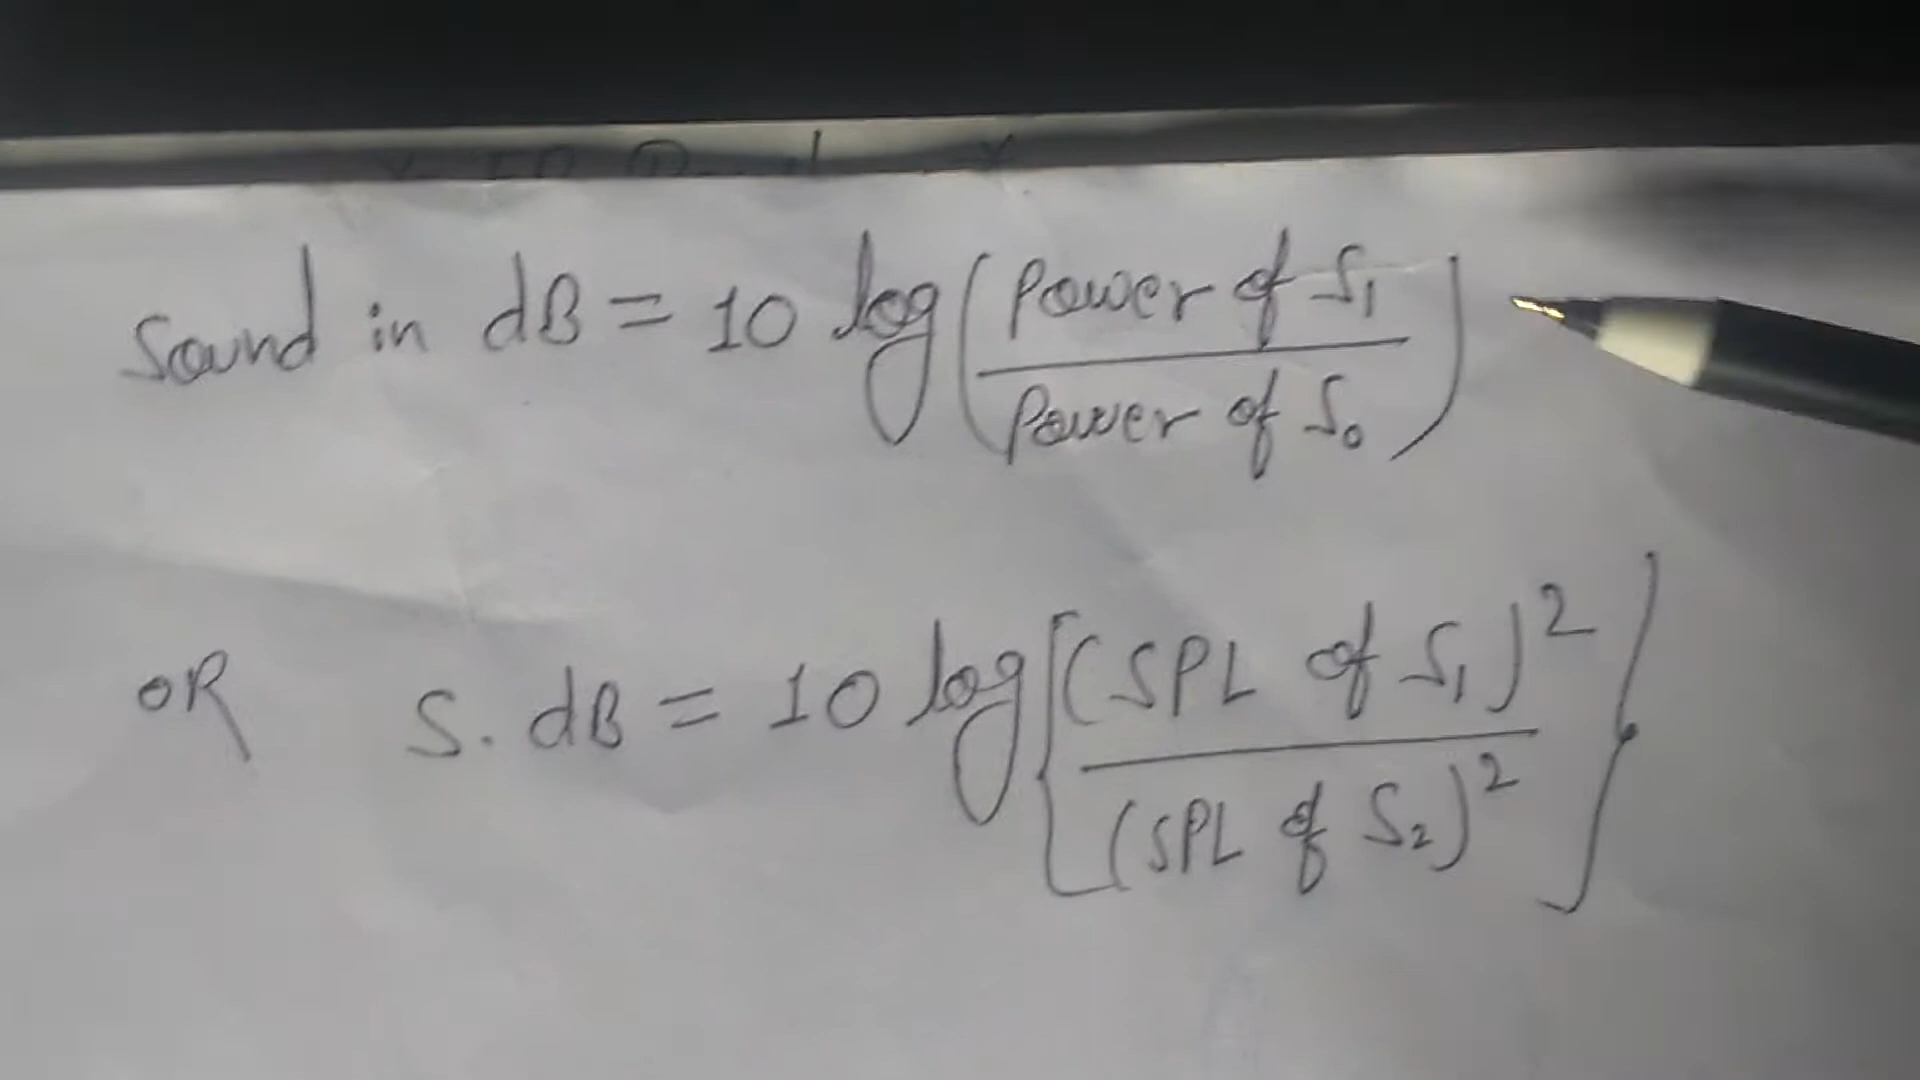 Sound in dB = 10 log (Power of S₁ / Power of S₀)
OR S. dB = 10 log [(SPL of S₁)² / (SPL of S₂)²]